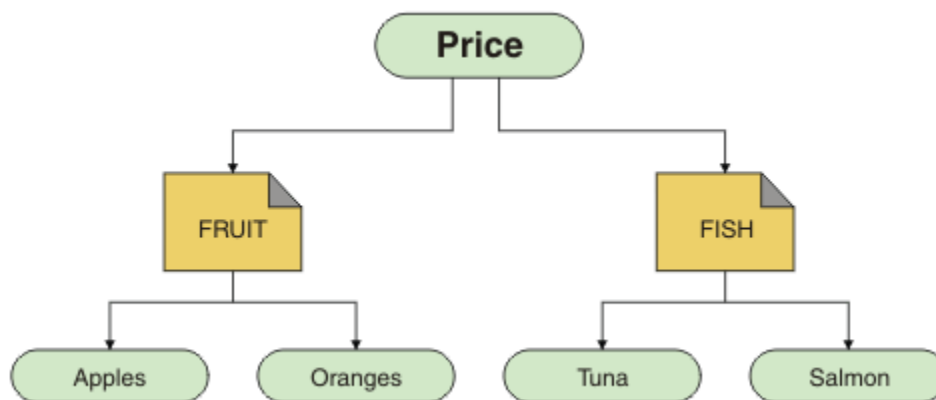 Price
FRUIT
FISH
Apples
Oranges
Tuna
Salmon